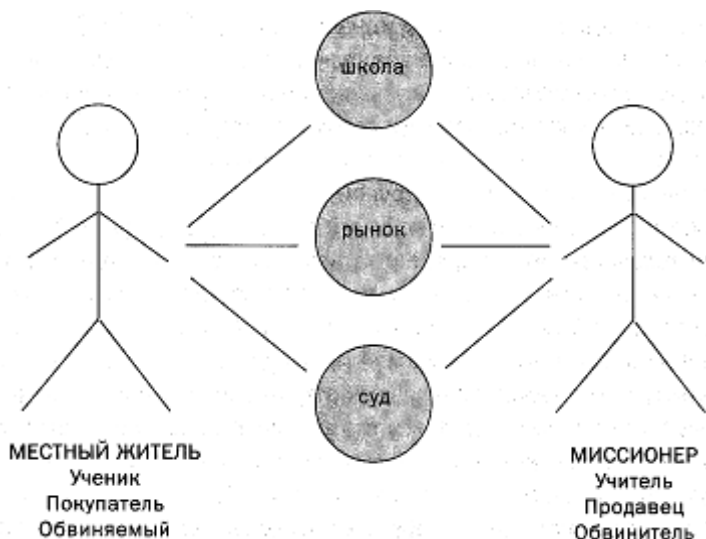 школа
рынок
суд
МЕСТНЫЙ ЖИТЕЛЬ
Ученик
Покупатель
Обвиняемый
МИССИОНЕР
Учитель
Продавец
Обвинитель